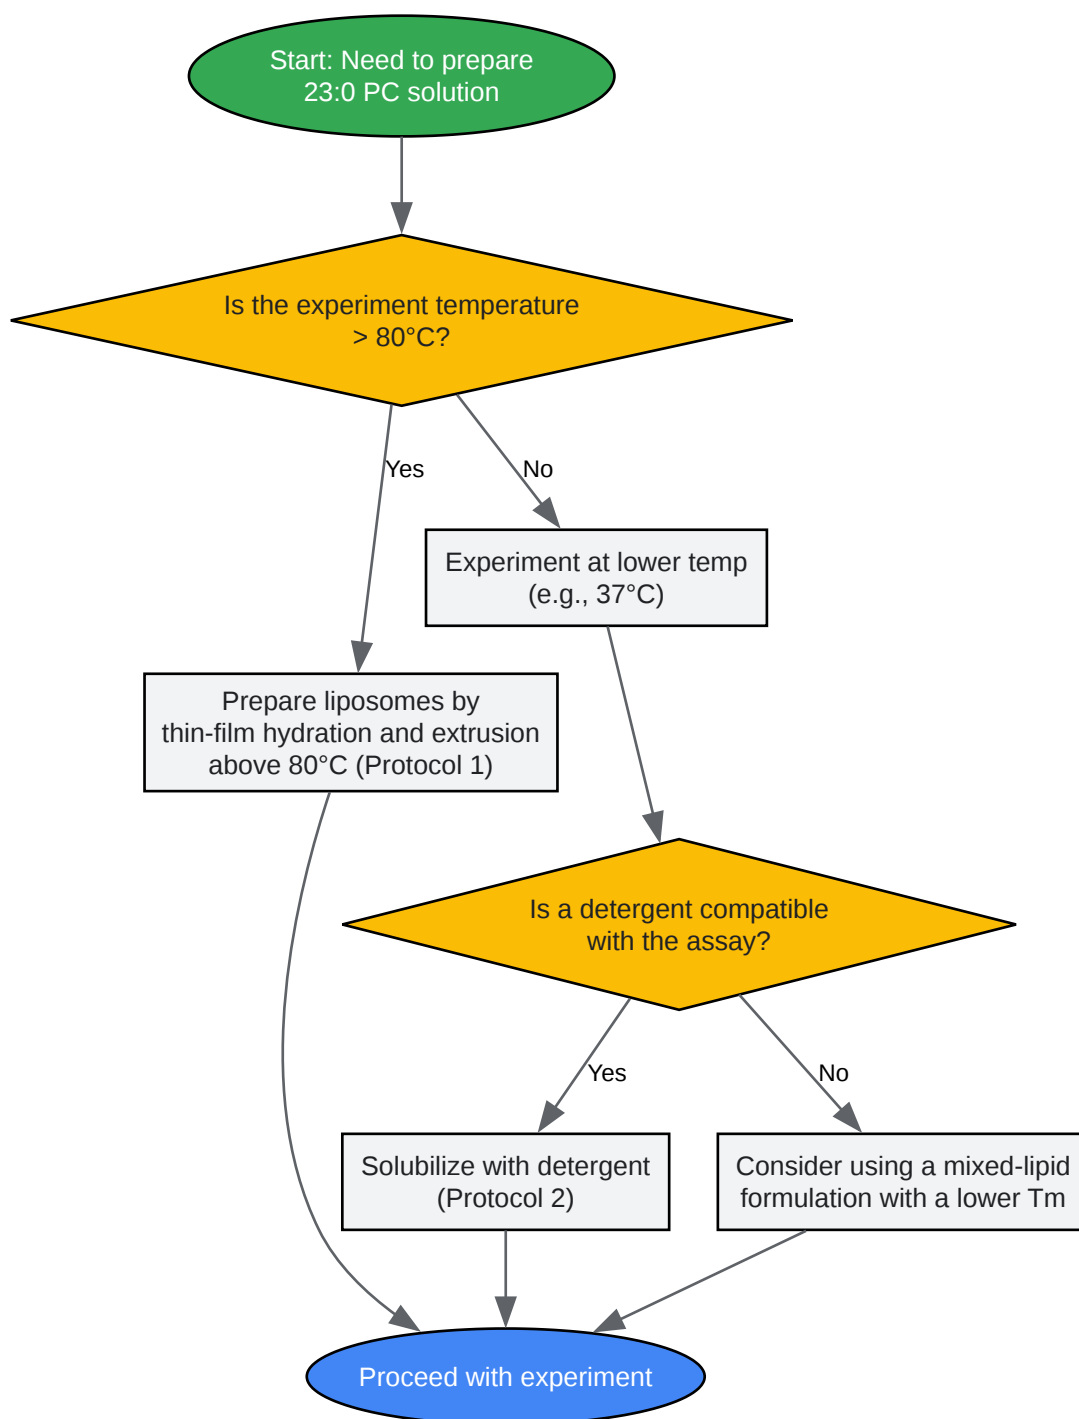 Start: Need to prepare
23:0 PC solution
Is the experiment temperature
> 80°C?
Yes
No
Experiment at lower temp
(e.g., 37°C)
Prepare liposomes by
thin-film hydration and extrusion
above 80°C (Protocol 1)
Is a detergent compatible
with the assay?
Yes
No
Solubilize with detergent
(Protocol 2)
Consider using a mixed-lipid
formulation with a lower Tm
Proceed with experiment